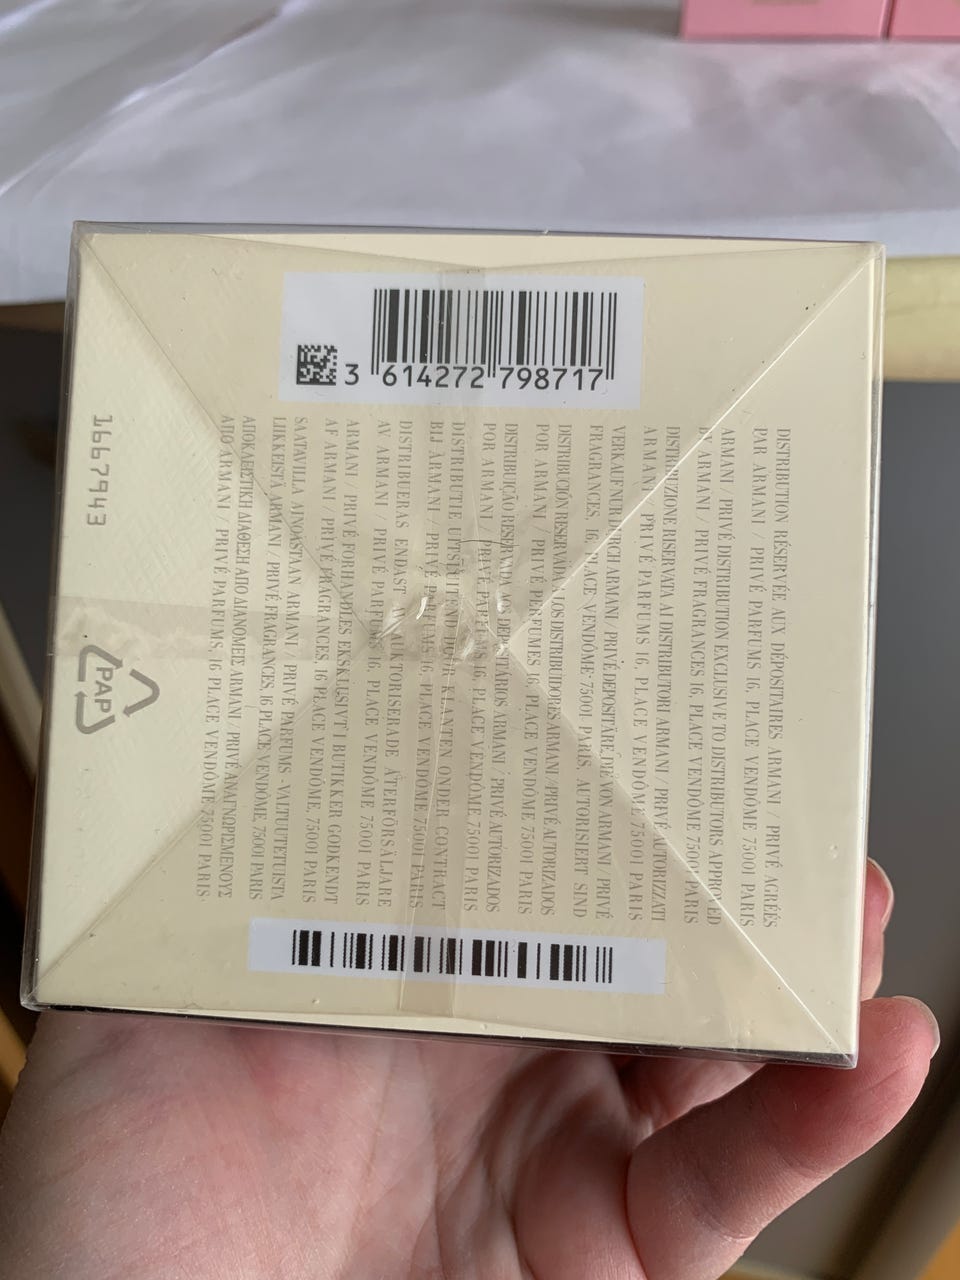 3 614272 798717
DISTRIBUTION RÉSERVÉE AUX DÉPOSITAIRES ARMANI / PRIVÉ AGRÉÉS
PAR ARMANI / PRIVÉ PARFUMS 16, PLACE VENDÔME 75001 PARIS
ARMANI / PRIVÉ DISTRIBUTION EXCLUSIVE TO DISTRIBUTORS APPROVED
BY ARMANI / PRIVÉ FRAGRANCES 16, PLACE VENDÔME 75001 PARIS
DISTRIBUZIONE RISERVATA AI DISTRIBUTORI ARMANI / PRIVÉ AUTORIZZATI
ARMANI / PRIVÉ PARFUMS 16, PLACE VENDÔME 75001 PARIS
VERKAUF NUR DURCH ARMANI / PRIVÉ DEPOSITÄRE, DIE VON ARMANI / PRIVÉ
FRAGRANCES, 16, PLACE VENDÔME, 75001 PARIS, AUTORISIERT SIND
DISTRIBUCIÓN RESERVADA A LOS DISTRIBUIDORES ARMANI / PRIVÉ AUTORIZADOS
POR ARMANI / PRIVÉ PERFUMES 16, PLACE VENDÔME 75001 PARIS
DISTRIBUIÇÃO RESERVADA AOS DEPOSITÁRIOS ARMANI / PRIVÉ AUTORIZADOS
POR ARMANI / PRIVÉ PARFUMS 16, PLACE VENDÔME 75001 PARIS
DISTRIBUTIE UITSLUITEND DOOR KLANTEN ONDER CONTRACT
BIJ ARMANI / PRIVÉ PARFUMS 16, PLACE VENDÔME 75001 PARIS
DISTRIBUERAS ENDAST AV AUKTORISERADE ÅTERFÖRSÄLJARE
AV ARMANI / PRIVÉ PARFUMS 16, PLACE VENDÔME 75001 PARIS
ARMANI / PRIVÉ FORHANDLES EKSKLUSIVT I BUTIKKER GODKENDT
AF ARMANI / PRIVÉ FRAGRANCES, 16 PLACE VENDÔME, 75001 PARIS
SAATAVILLA AINOASTAAN ARMANI / PRIVÉ PARFUMS -VALTUUTETUISTA
LIIKKEISTÄ ARMANI / PRIVÉ FRAGRANCES, 16 PLACE VENDÔME, 75001 PARIS
ΑΠΟΚΛΕΙΣΤΙΚΗ ΔΙΑΘΕΣΗ ΑΠΟ ΔΙΑΝΟΜΕΙΣ ARMANI / PRIVÉ ΑΝΑΓΝΩΡΙΣΜΕΝΟΥΣ
ΑΠΟ ARMANI / PRIVÉ PARFUMS, 16, PLACE VENDÔME, 75001 PARIS
1667943
PAP